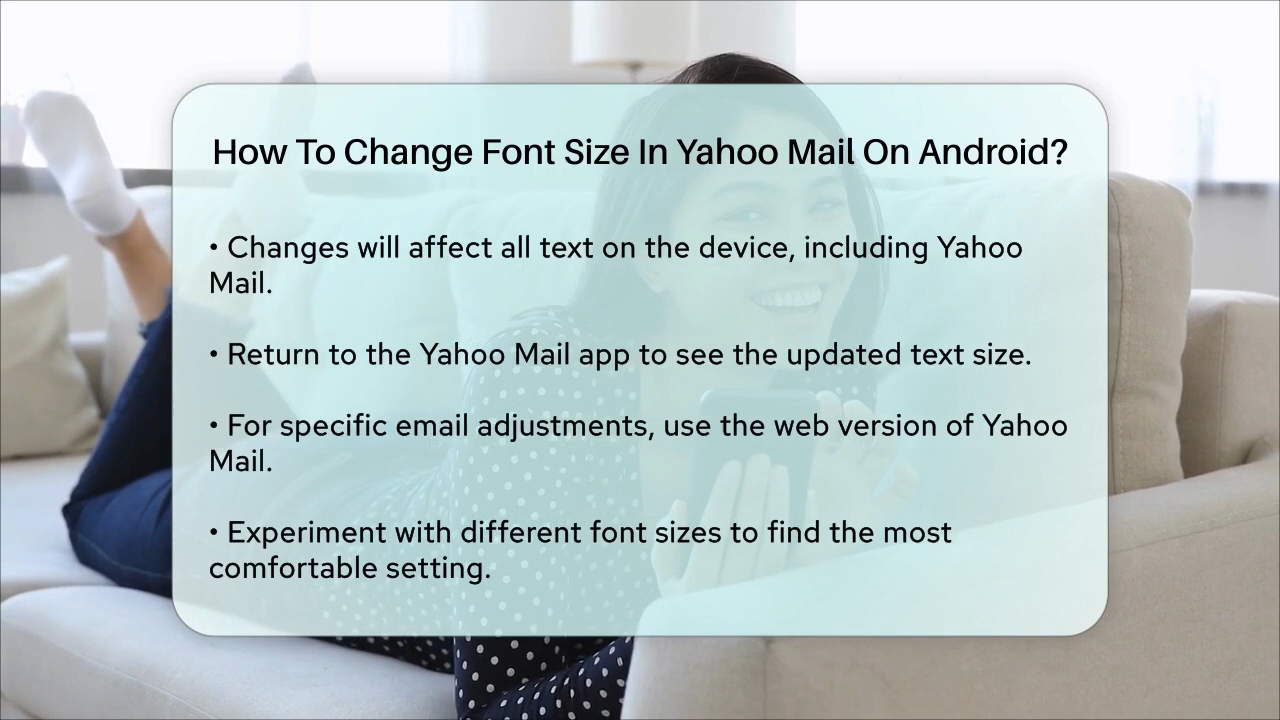 How To Change Font Size In Yahoo Mail On Android?
• Changes will affect all text on the device, including Yahoo
Mail.
• Return to the Yahoo Mail app to see the updated text size.
• For specific email adjustments, use the web version of Yahoo
Mail.
• Experiment with different font sizes to find the most
comfortable setting.